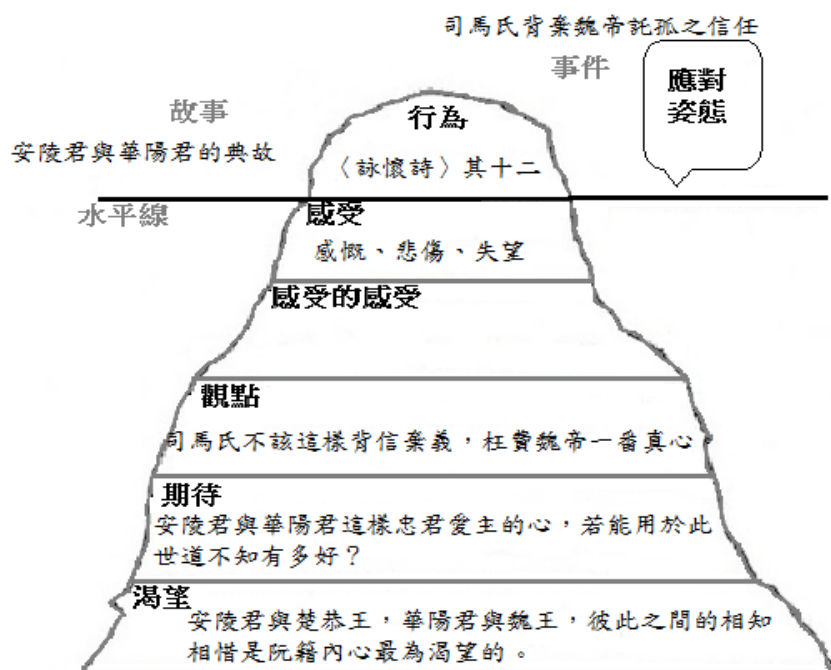 司馬氏背棄魏帝託孤之信任
事件
應對
姿態
故事
安陵君與華陽君的典故
行為
〈詠懷詩〉其十二
水平線
感受
感慨、悲傷、失望
感受的感受
觀點
司馬氏不該這樣背信棄義，枉費魏帝一番真心。
期待
安陵君與華陽君這樣忠君愛主的心，若能用於此
世道不知有多好？
渴望
安陵君與楚恭王，華陽君與魏王，彼此之間的相知
相惜是阮籍內心最為渴望的。